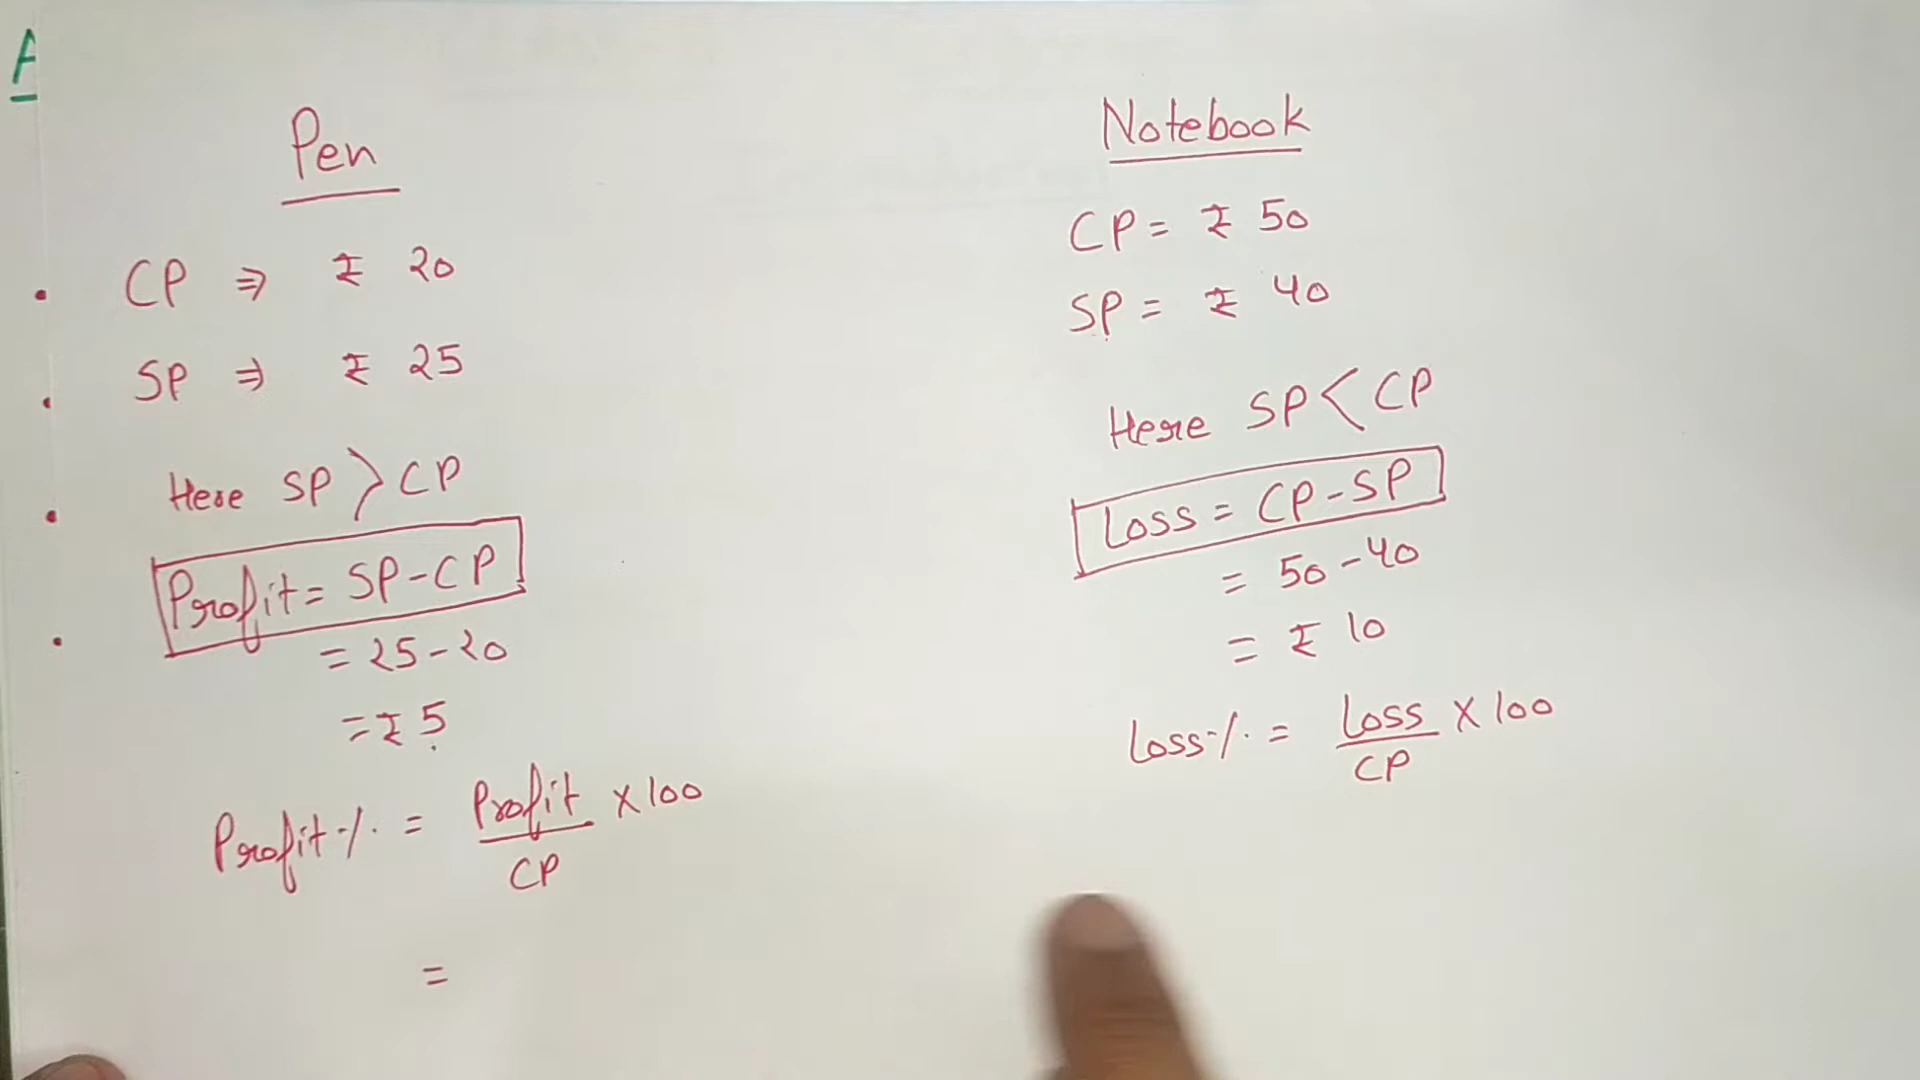 A
Pen
CP ⇒ ₹ 20
SP ⇒ ₹ 25
Here SP > CP
Profit = SP - CP
= 25 - 20
= ₹ 5
Profit % = Profit/CP × 100
=
Notebook
CP = ₹ 50
SP = ₹ 40
Here SP < CP
Loss = CP - SP
= 50 - 40
= ₹ 10
Loss % = Loss/CP × 100